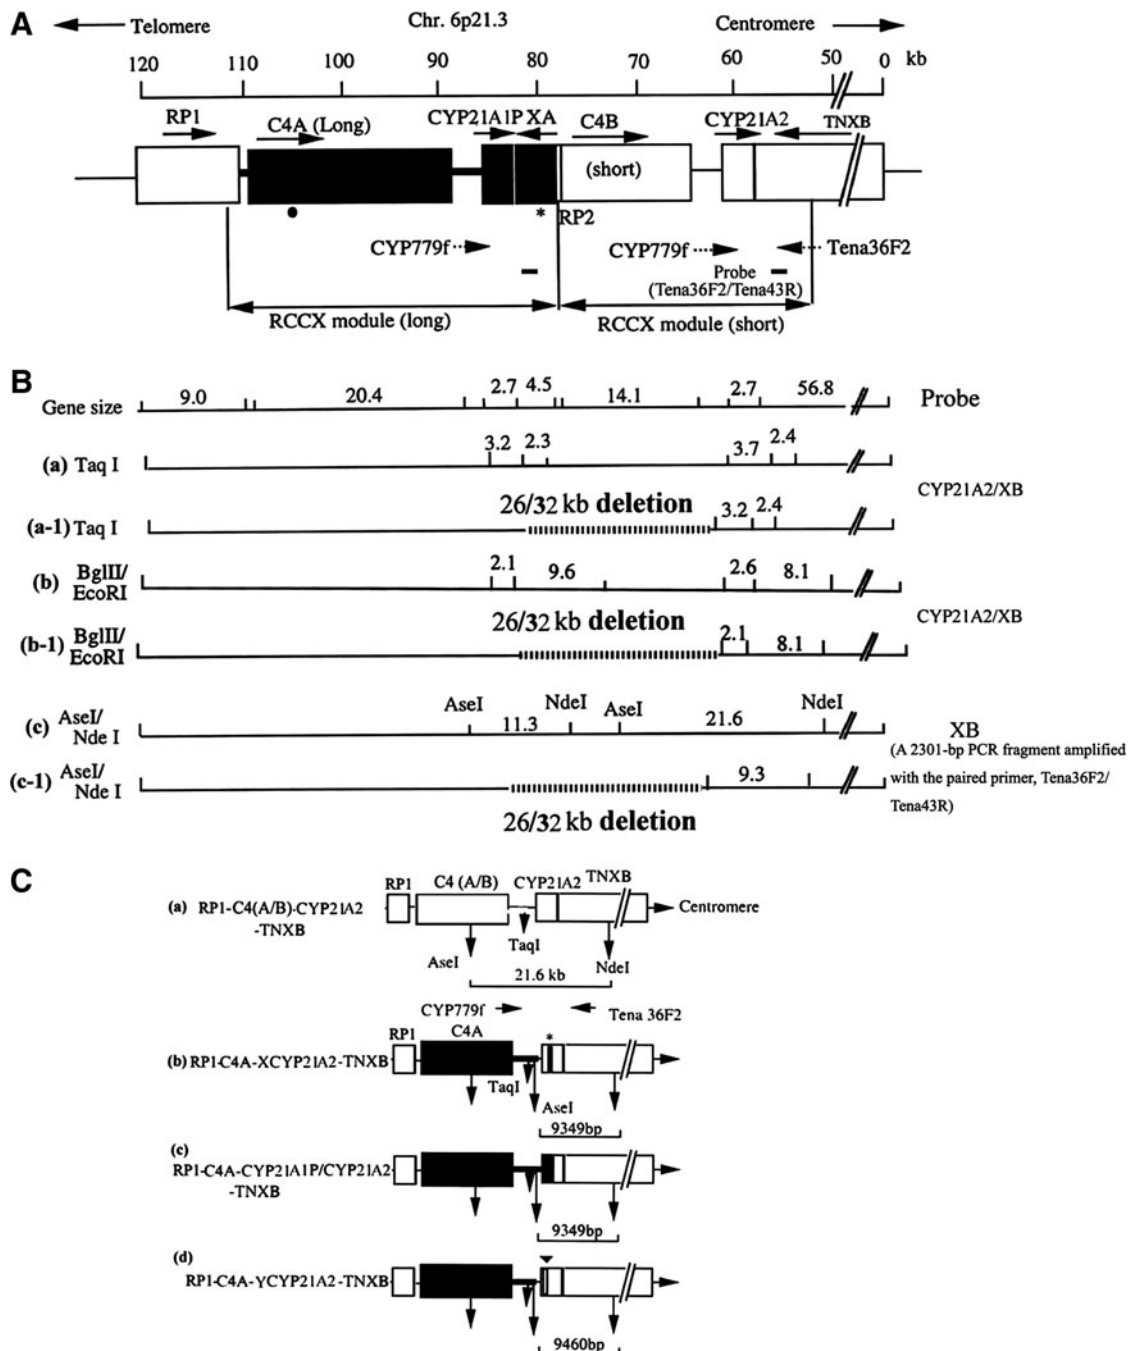 A
Telomere Chr. 6p21.3 Centromere
120 110 100 90 80 70 60 50 0 kb
RP1 C4A (Long) CYP21A1P XA C4B CYP21A2 TNXB
(short)
* RP2
CYP779f CYP779f Tena36F2
Probe
(Tena36F2/Tena43R)
RCCX module (long) RCCX module (short)
B
Gene size 9.0 20.4 2.7 4.5 14.1 2.7 56.8 Probe
(a) Taq I 3.2 2.3 3.7 2.4
CYP21A2/XB
26/32 kb deletion
(a-1) Taq I 3.2 2.4
(b) BglII/
EcoRI 2.1 9.6 2.6 8.1
CYP21A2/XB
26/32 kb deletion
(b-1) BglII/
EcoRI 2.1 8.1
AseI NdeI AseI NdeI
(c) AseI/
Nde I 11.3 21.6 XB
(A 2301-bp PCR fragment amplified
with the paired primer, Tena36F2/
Tena43R)
(c-1) AseI/
Nde I 9.3
26/32 kb deletion
C
RP1 C4 (A/B) CYP21A2 TNXB
(a) RP1-C4(A/B)-CYP21A2
-TNXB
Centromere
AseI TaqI NdeI
21.6 kb
CYP779f Tena 36F2
RP1 C4A *
(b) RP1-C4A-XCYP21A2-TNXB
TaqI AseI
9349bp
(c)
RP1-C4A-CYP21A1P/CYP21A2
-TNXB
9349bp
(d)
RP1-C4A-YCYP21A2-TNXB
9460bp